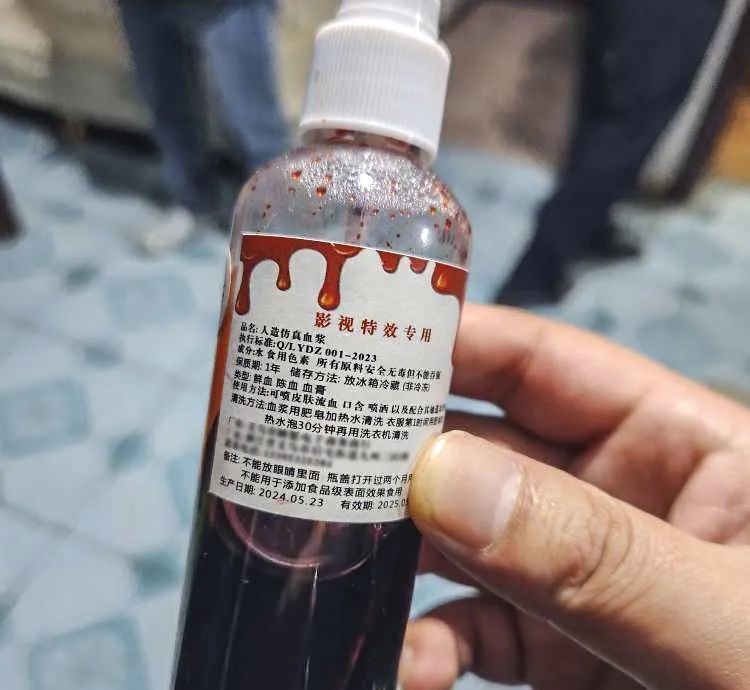 影视特效专用
品名: 人造仿真血浆
执行标准: Q/LYDZ 001-2023
成分: 水 食用色素 所有原料安全无毒但不能吞
保质期: 1年 储存方法: 放冰箱冷藏 (非冷冻)
类型: 鲜血 陈血 血膏
使用方法: 可喷皮肤流血 口含 喷洒 以及配合其
清洗方法: 血浆用肥皂加热水清洗 衣服第1时间用
热水泡30分钟再用洗衣机清洗
备注: 不能放眼睛里面 瓶盖打开过两个月
不能用于添加食品级表面效果食用
生产日期: 2024.05.23 有效期: 2025.0